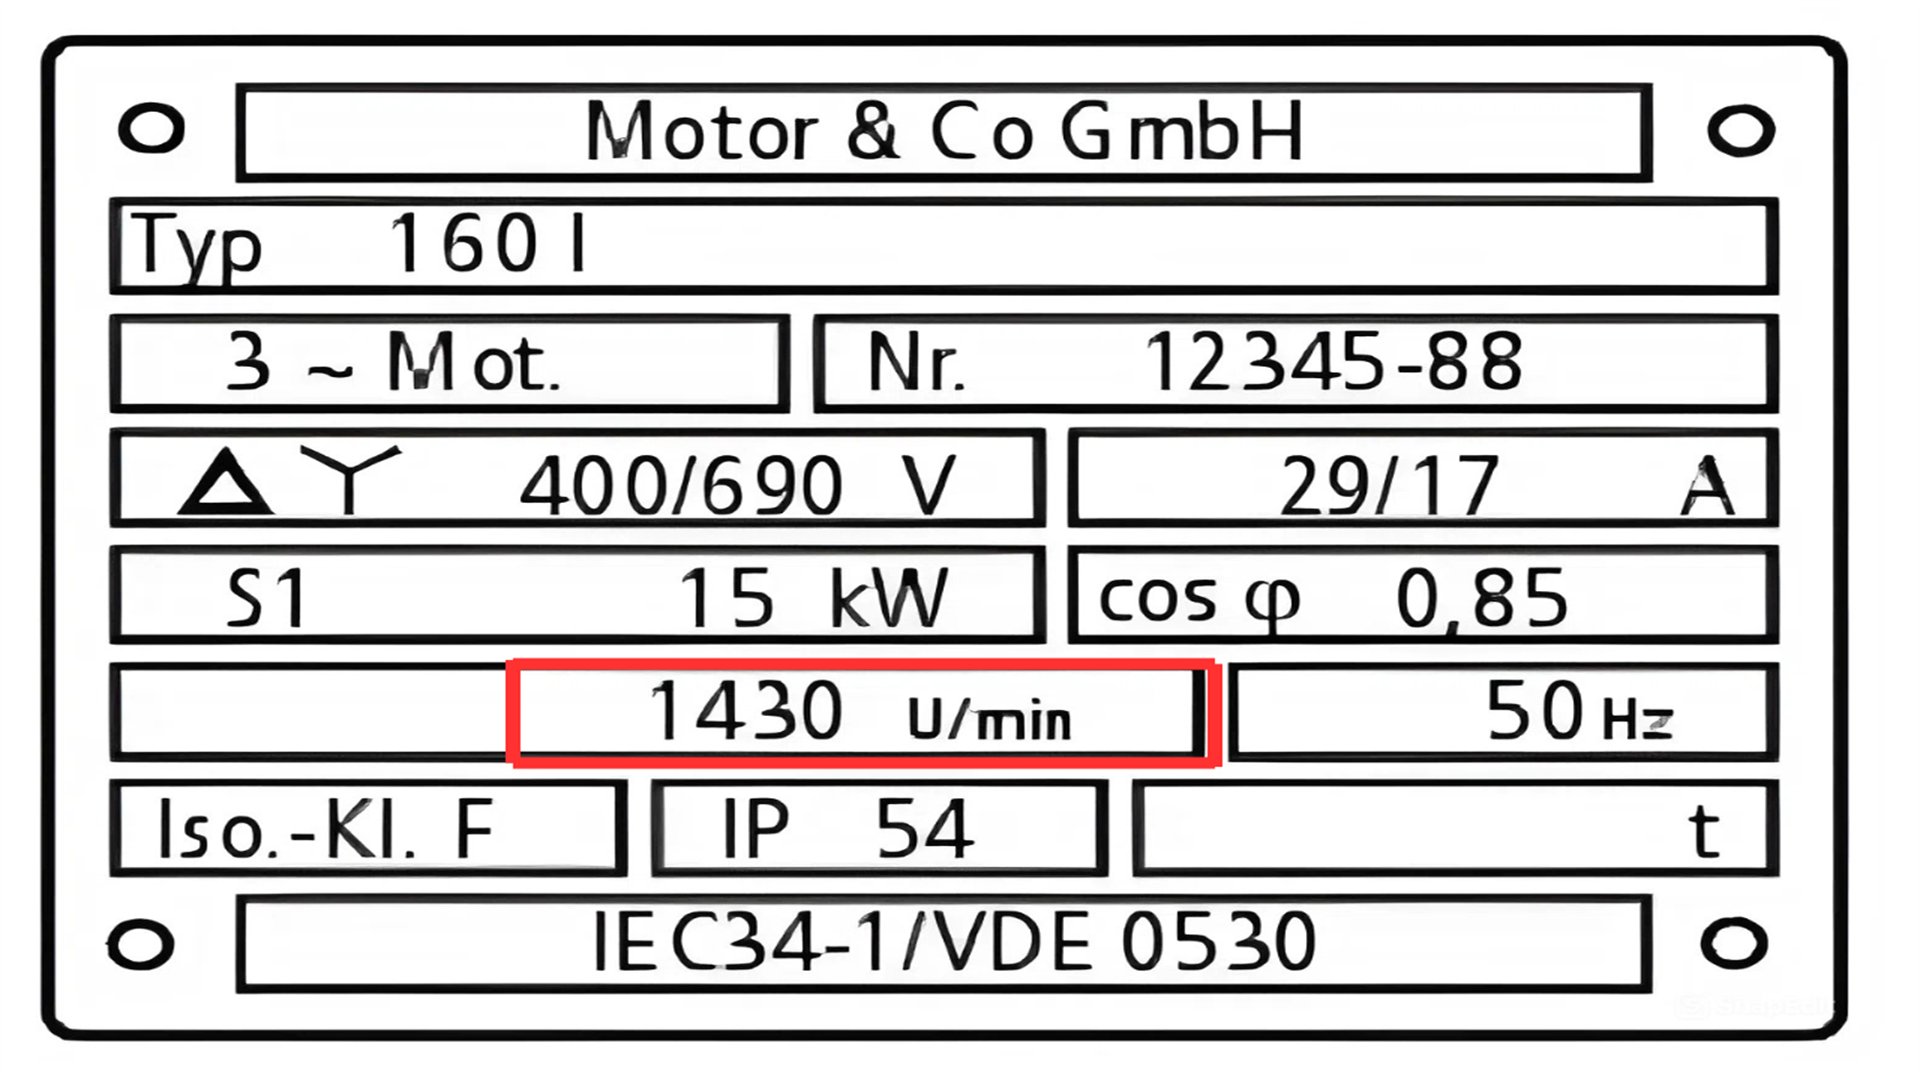 Motor & Co GmbH
Typ 160 l
3 ~ Mot. Nr. 12345-88
Δ Y 400/690 V 29/17 A
S1 15 kW cos φ 0,85
1430 U/min 50 Hz
Iso.-Kl. F IP 54 t
IEC34-1/VDE 0530